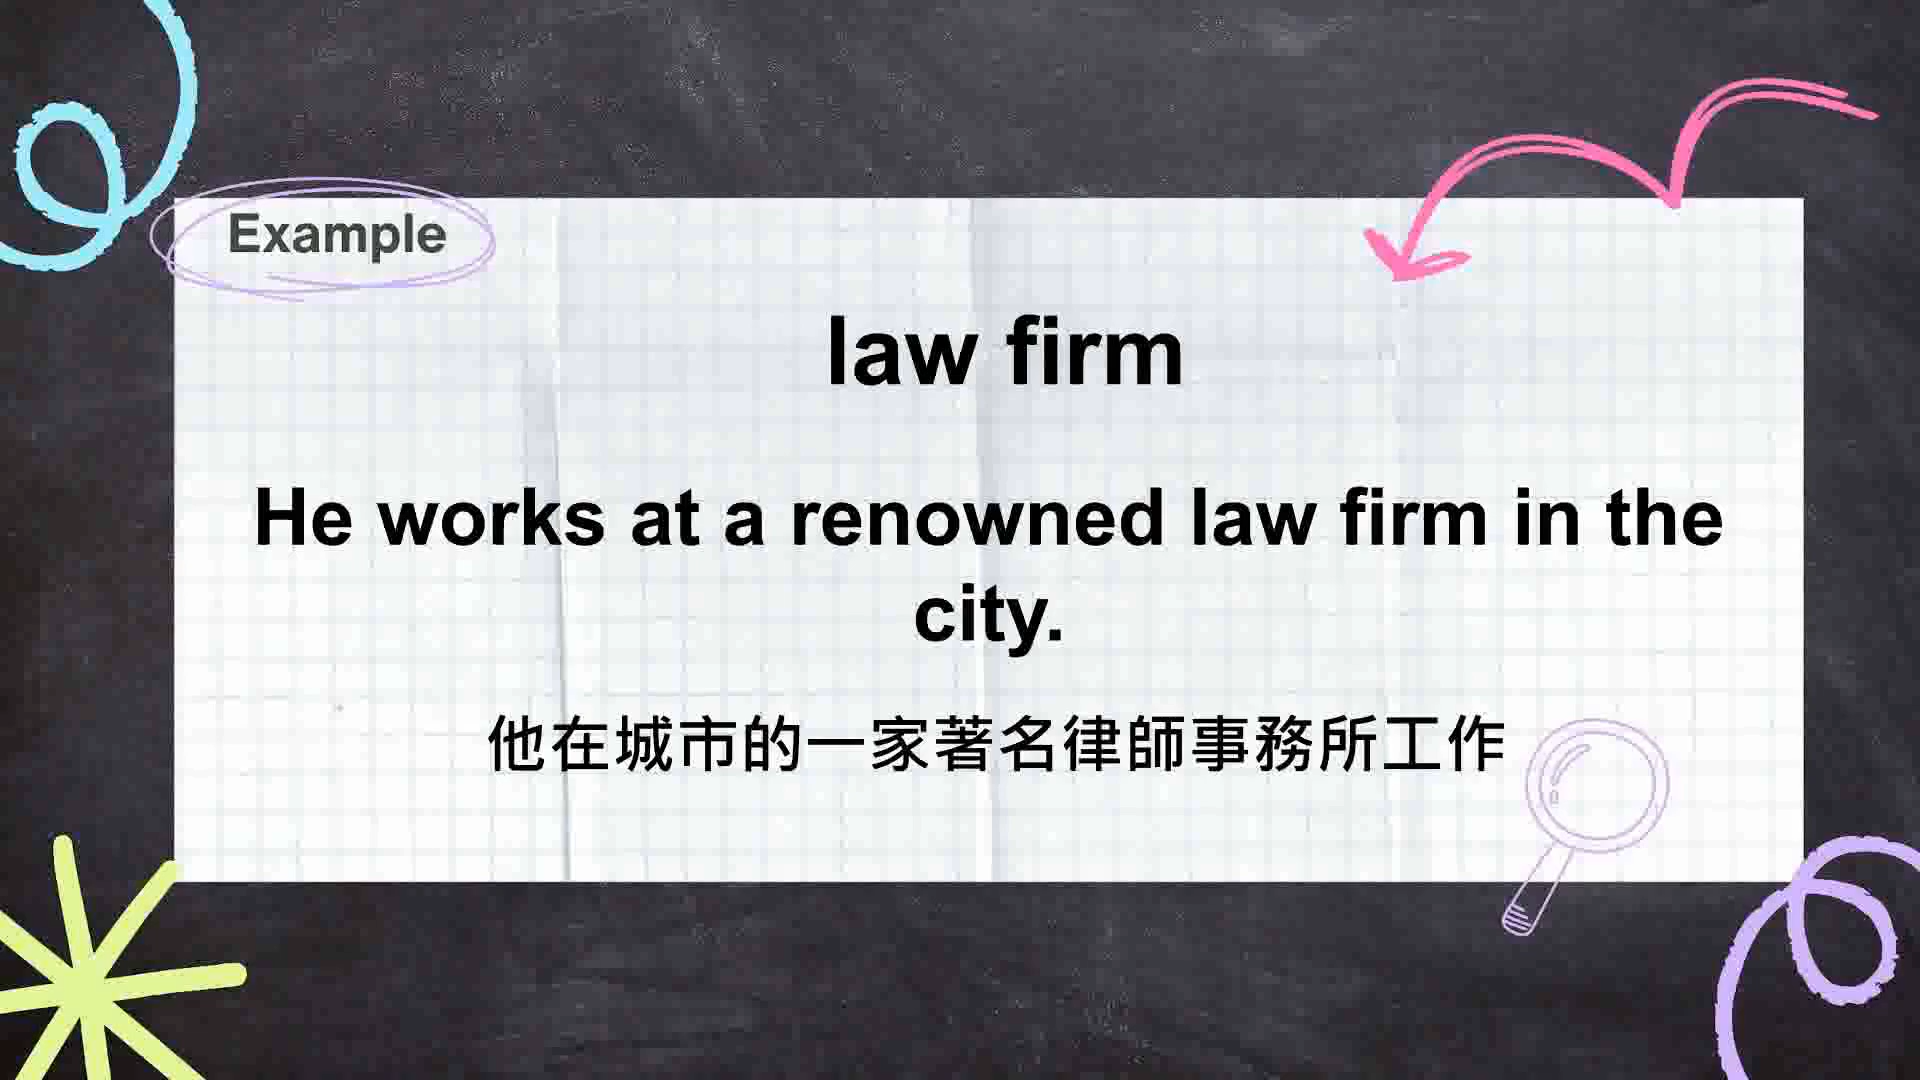 Example
law firm
He works at a renowned law firm in the
city.
他在城市的一家著名律師事務所工作